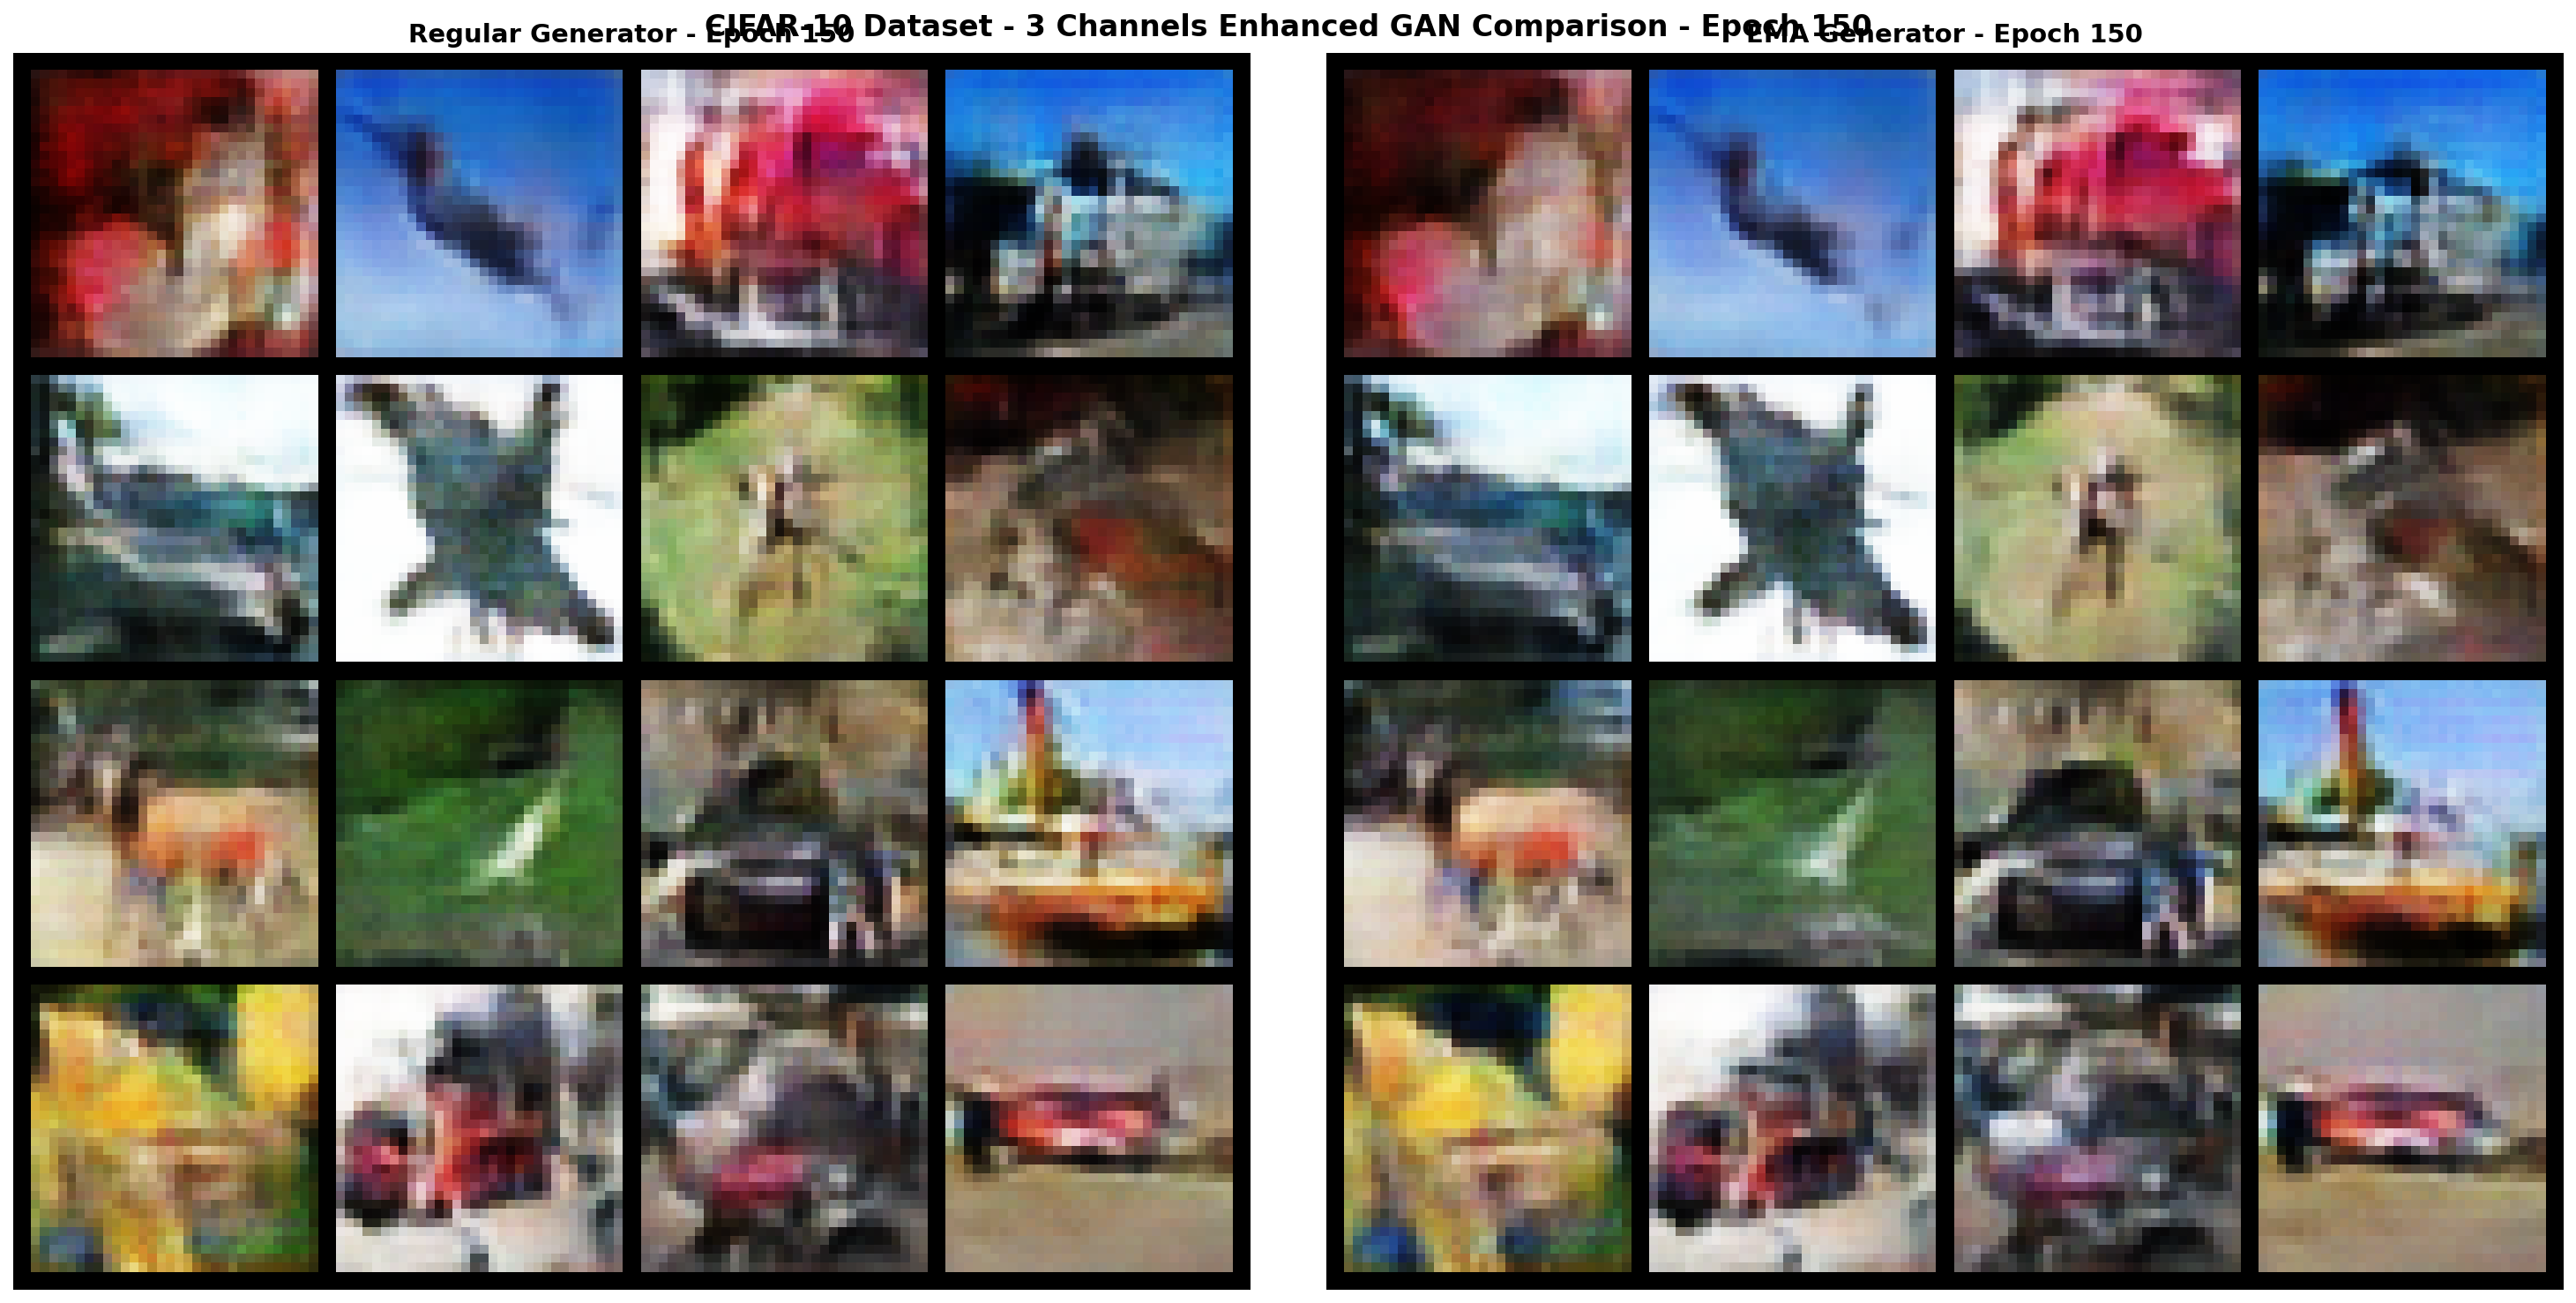 CIFAR-10 Dataset - 3 Channels Enhanced GAN Comparison - Epoch 150
Regular Generator - Epoch 150
EMA Generator - Epoch 150